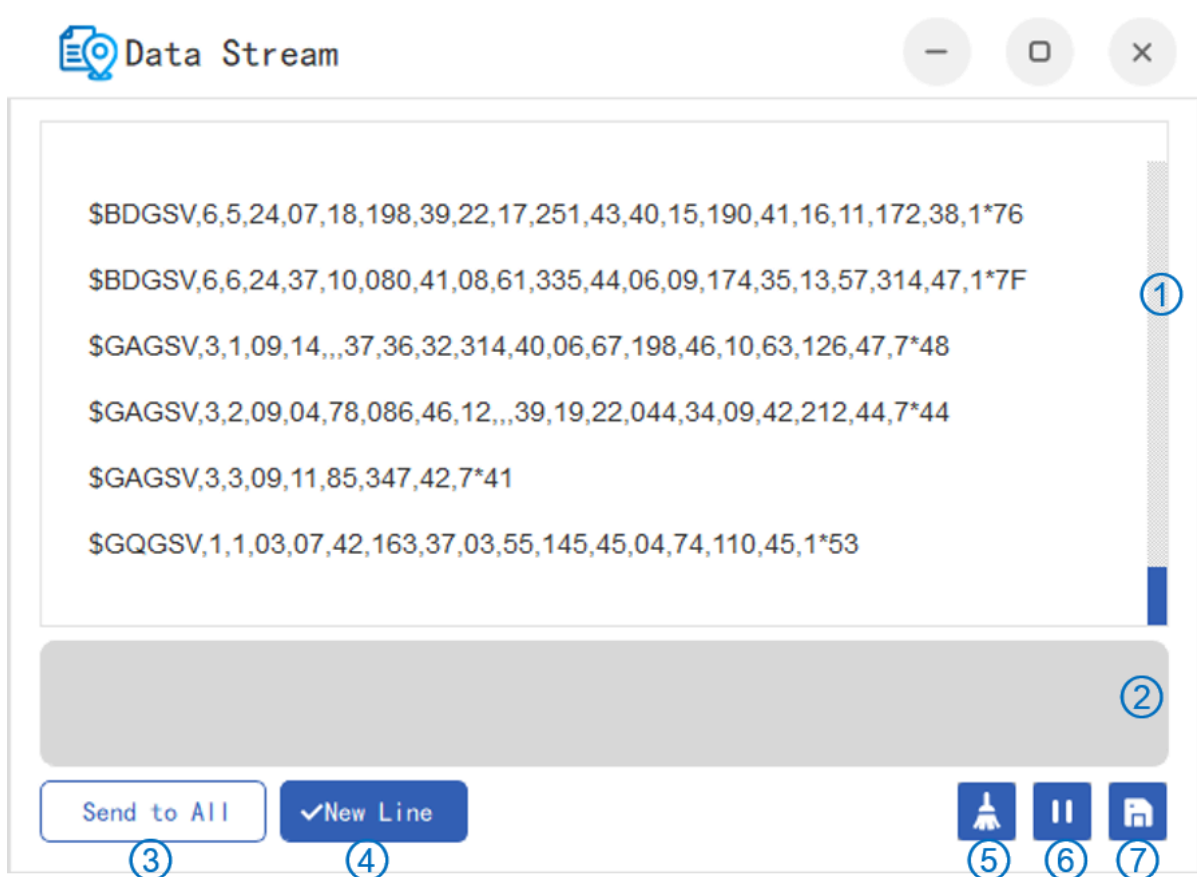 Data Stream
$BDGSV,6,5,24,07,18,198,39,22,17,251,43,40,15,190,41,16,11,172,38,1*76
$BDGSV,6,6,24,37,10,080,41,08,61,335,44,06,09,174,35,13,57,314,47,1*7F
①
$GAGSV,3,1,09,14,,,37,36,32,314,40,06,67,198,46,10,63,126,47,7*48
$GAGSV,3,2,09,04,78,086,46,12,,,39,19,22,044,34,09,42,212,44,7*44
$GAGSV,3,3,09,11,85,347,42,7*41
$GQGSV,1,1,03,07,42,163,37,03,55,145,45,04,74,110,45,1*53
②
Send to All ✓New Line
③ ④ ⑤ ⑥ ⑦